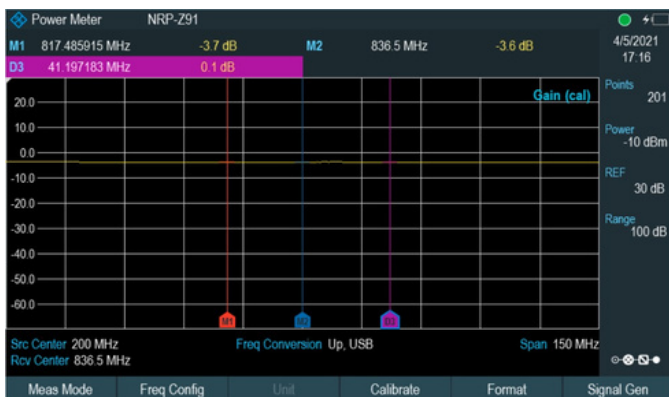 Power Meter NRP-Z91
M1 817.485915 MHz -3.7 dB M2 836.5 MHz -3.6 dB
4/5/2021
17:16
D3 41.197183 MHz 0.1 dB
Gain (cal)
Points
201
Power
-10 dBm
REF
30 dB
Range
100 dB
20.0
10.0
0.0
-10.0
-20.0
-30.0
-40.0
-50.0
-60.0
M1 M2 D3
Src Center 200 MHz Freq Conversion Up, USB Span 150 MHz
Rcv Center 836.5 MHz
Meas Mode Freq Config Unit Calibrate Format Signal Gen